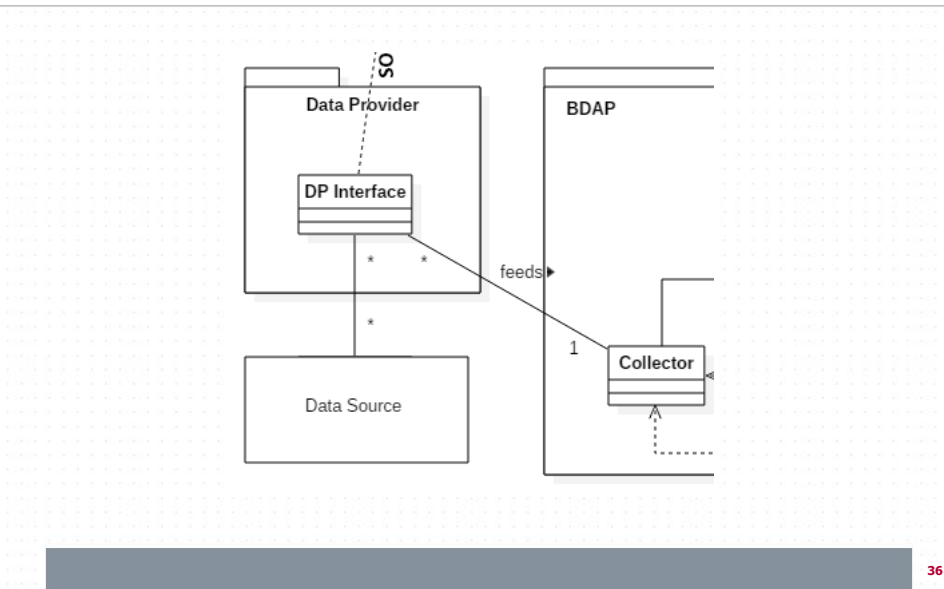 SO
Data Provider
BDAP
DP Interface
*
*
feeds
*
1
Collector
Data Source
36